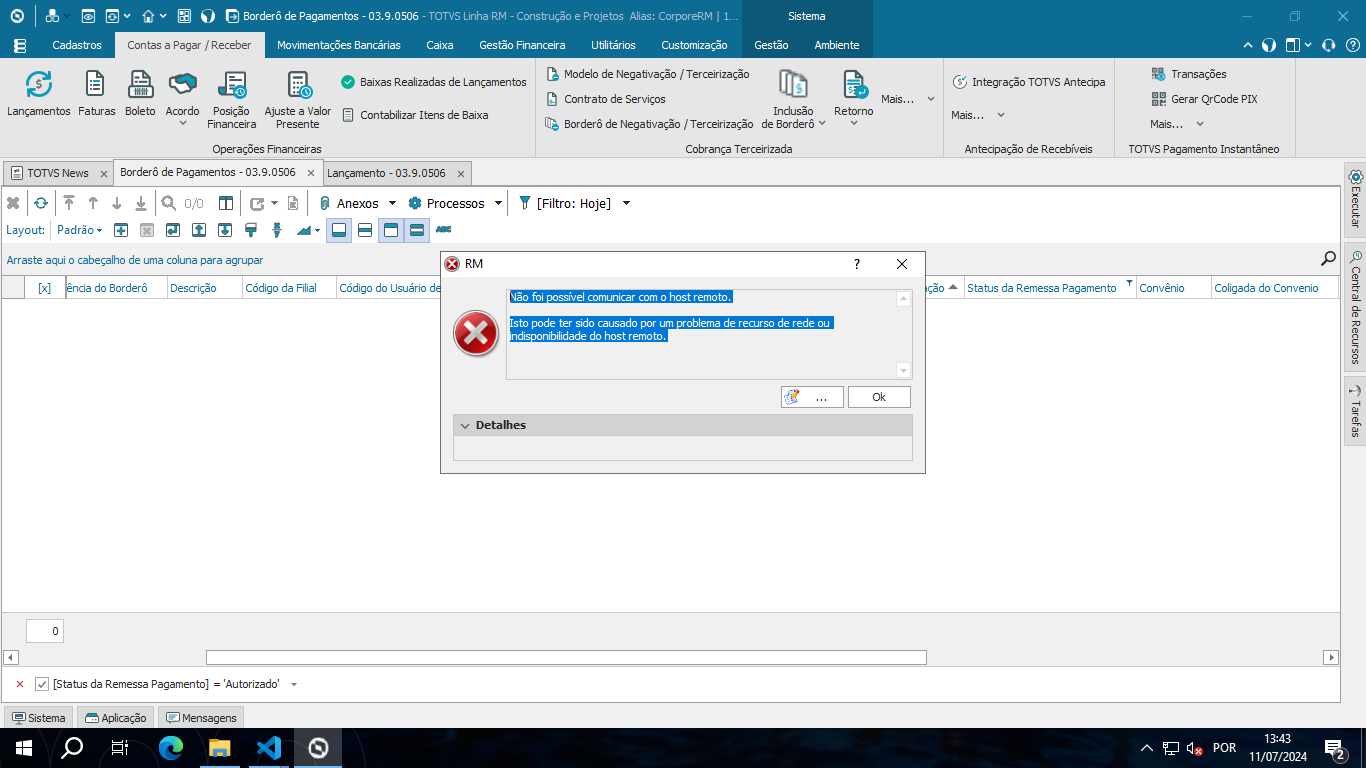 Borderô de Pagamentos - 03.9.0506 - TOTVS Linha RM - Construção e Projetos Alias: CorporeRM | 1...
Sistema
Cadastros
Contas a Pagar / Receber
Movimentações Bancárias
Caixa
Gestão Financeira
Utilitários
Customização
Gestão
Ambiente
Lançamentos
Faturas
Boleto
Acordo
Posição
Financeira
Ajuste a Valor
Presente
Baixas Realizadas de Lançamentos
Contabilizar Itens de Baixa
Operações Financeiras
Modelo de Negativação / Terceirização
Contrato de Serviços
Borderô de Negativação / Terceirização
Inclusão
de Borderô
Retorno
Mais...
Cobrança Terceirizada
Integração TOTVS Antecipa
Mais...
Antecipação de Recebíveis
Transações
Gerar QrCode PIX
Mais...
TOTVS Pagamento Instantâneo
TOTVS News
Borderô de Pagamentos - 03.9.0506
Lançamento - 03.9.0506
0/0
Anexos
Processos
[Filtro: Hoje]
Layout:
Padrão
ABC
Arraste aqui o cabeçalho de uma coluna para agrupar
[x]
ência do Borderô
Descrição
Código da Filial
Código do Usuário de
ação
Status da Remessa Pagamento
Convênio
Coligada do Convenio
RM
?
Não foi possível comunicar com o host remoto.
Isto pode ter sido causado por um problema de recurso de rede ou
indisponibilidade do host remoto.
...
Ok
Detalhes
Executar
Central de Recursos
Tarefas
0
[Status da Remessa Pagamento] = 'Autorizado'
Sistema
Aplicação
Mensagens
POR
13:43
11/07/2024
2